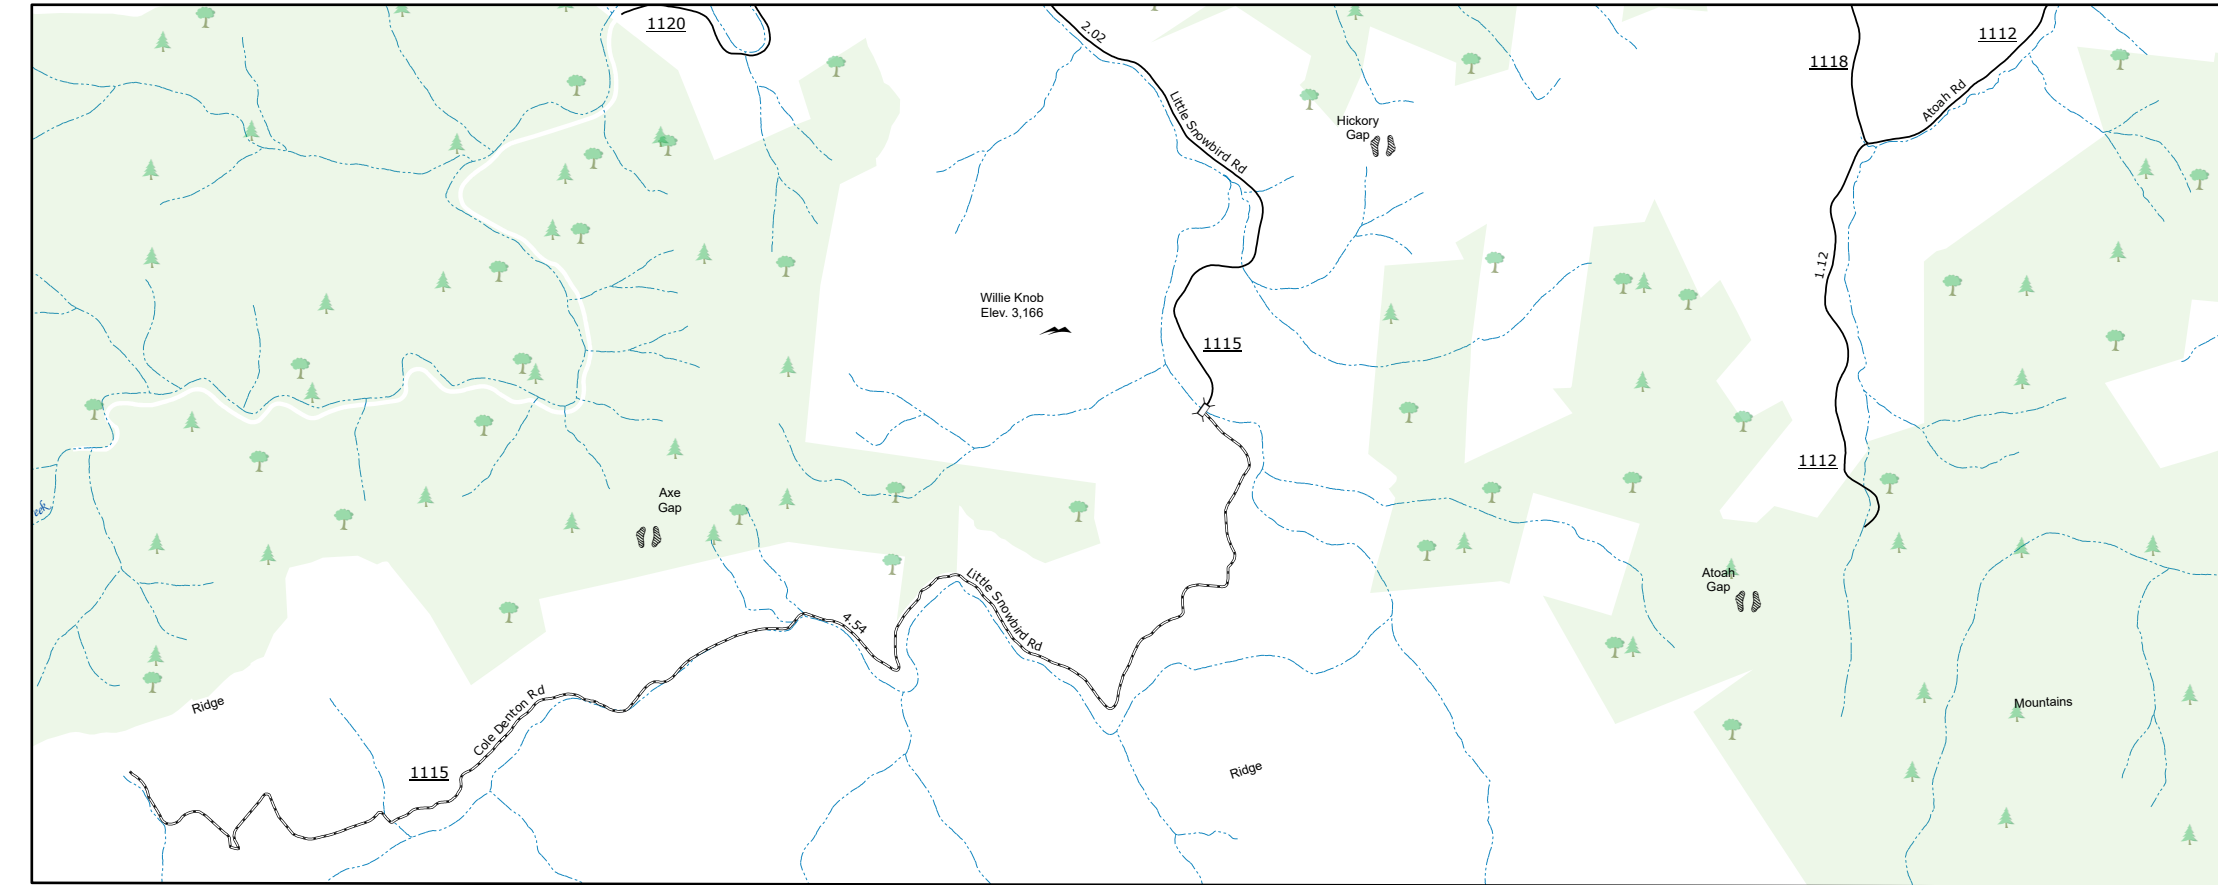 1120
2.02
1118
1112
Atoah Rd
Little Snowbird Rd
Hickory
Gap
1.12
Willie Knob
Elev. 3,166
1115
1112
Axe
Gap
eek
Atoah
Gap
Little Snowbird Rd
4.54
Ridge
Cole Denton Rd
Mountains
1115
Ridge